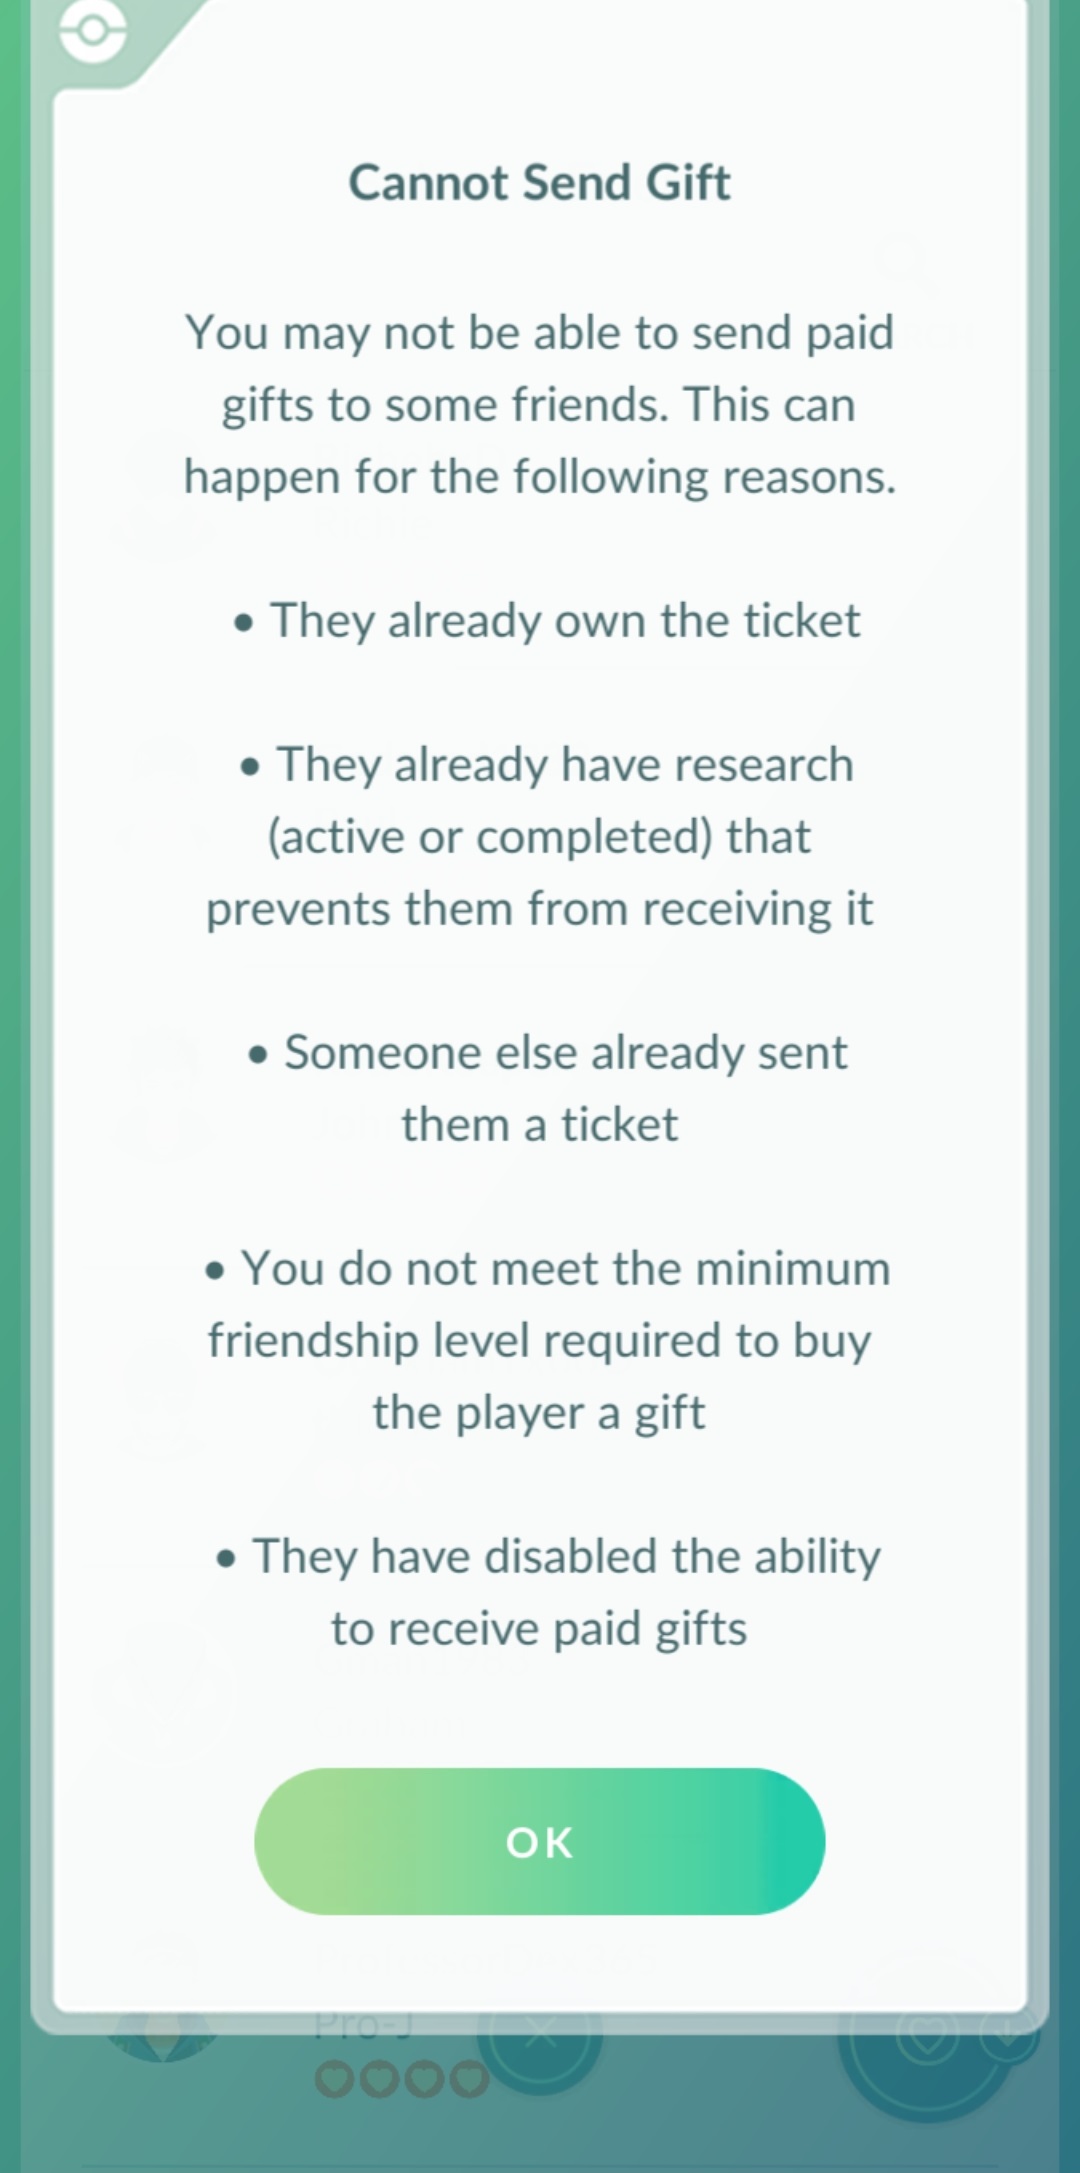 Cannot Send Gift
You may not be able to send paid
gifts to some friends. This can
happen for the following reasons.
• They already own the ticket
• They already have research
(active or completed) that
prevents them from receiving it
• Someone else already sent
them a ticket
• You do not meet the minimum
friendship level required to buy
the player a gift
• They have disabled the ability
to receive paid gifts
OK
Pro-J